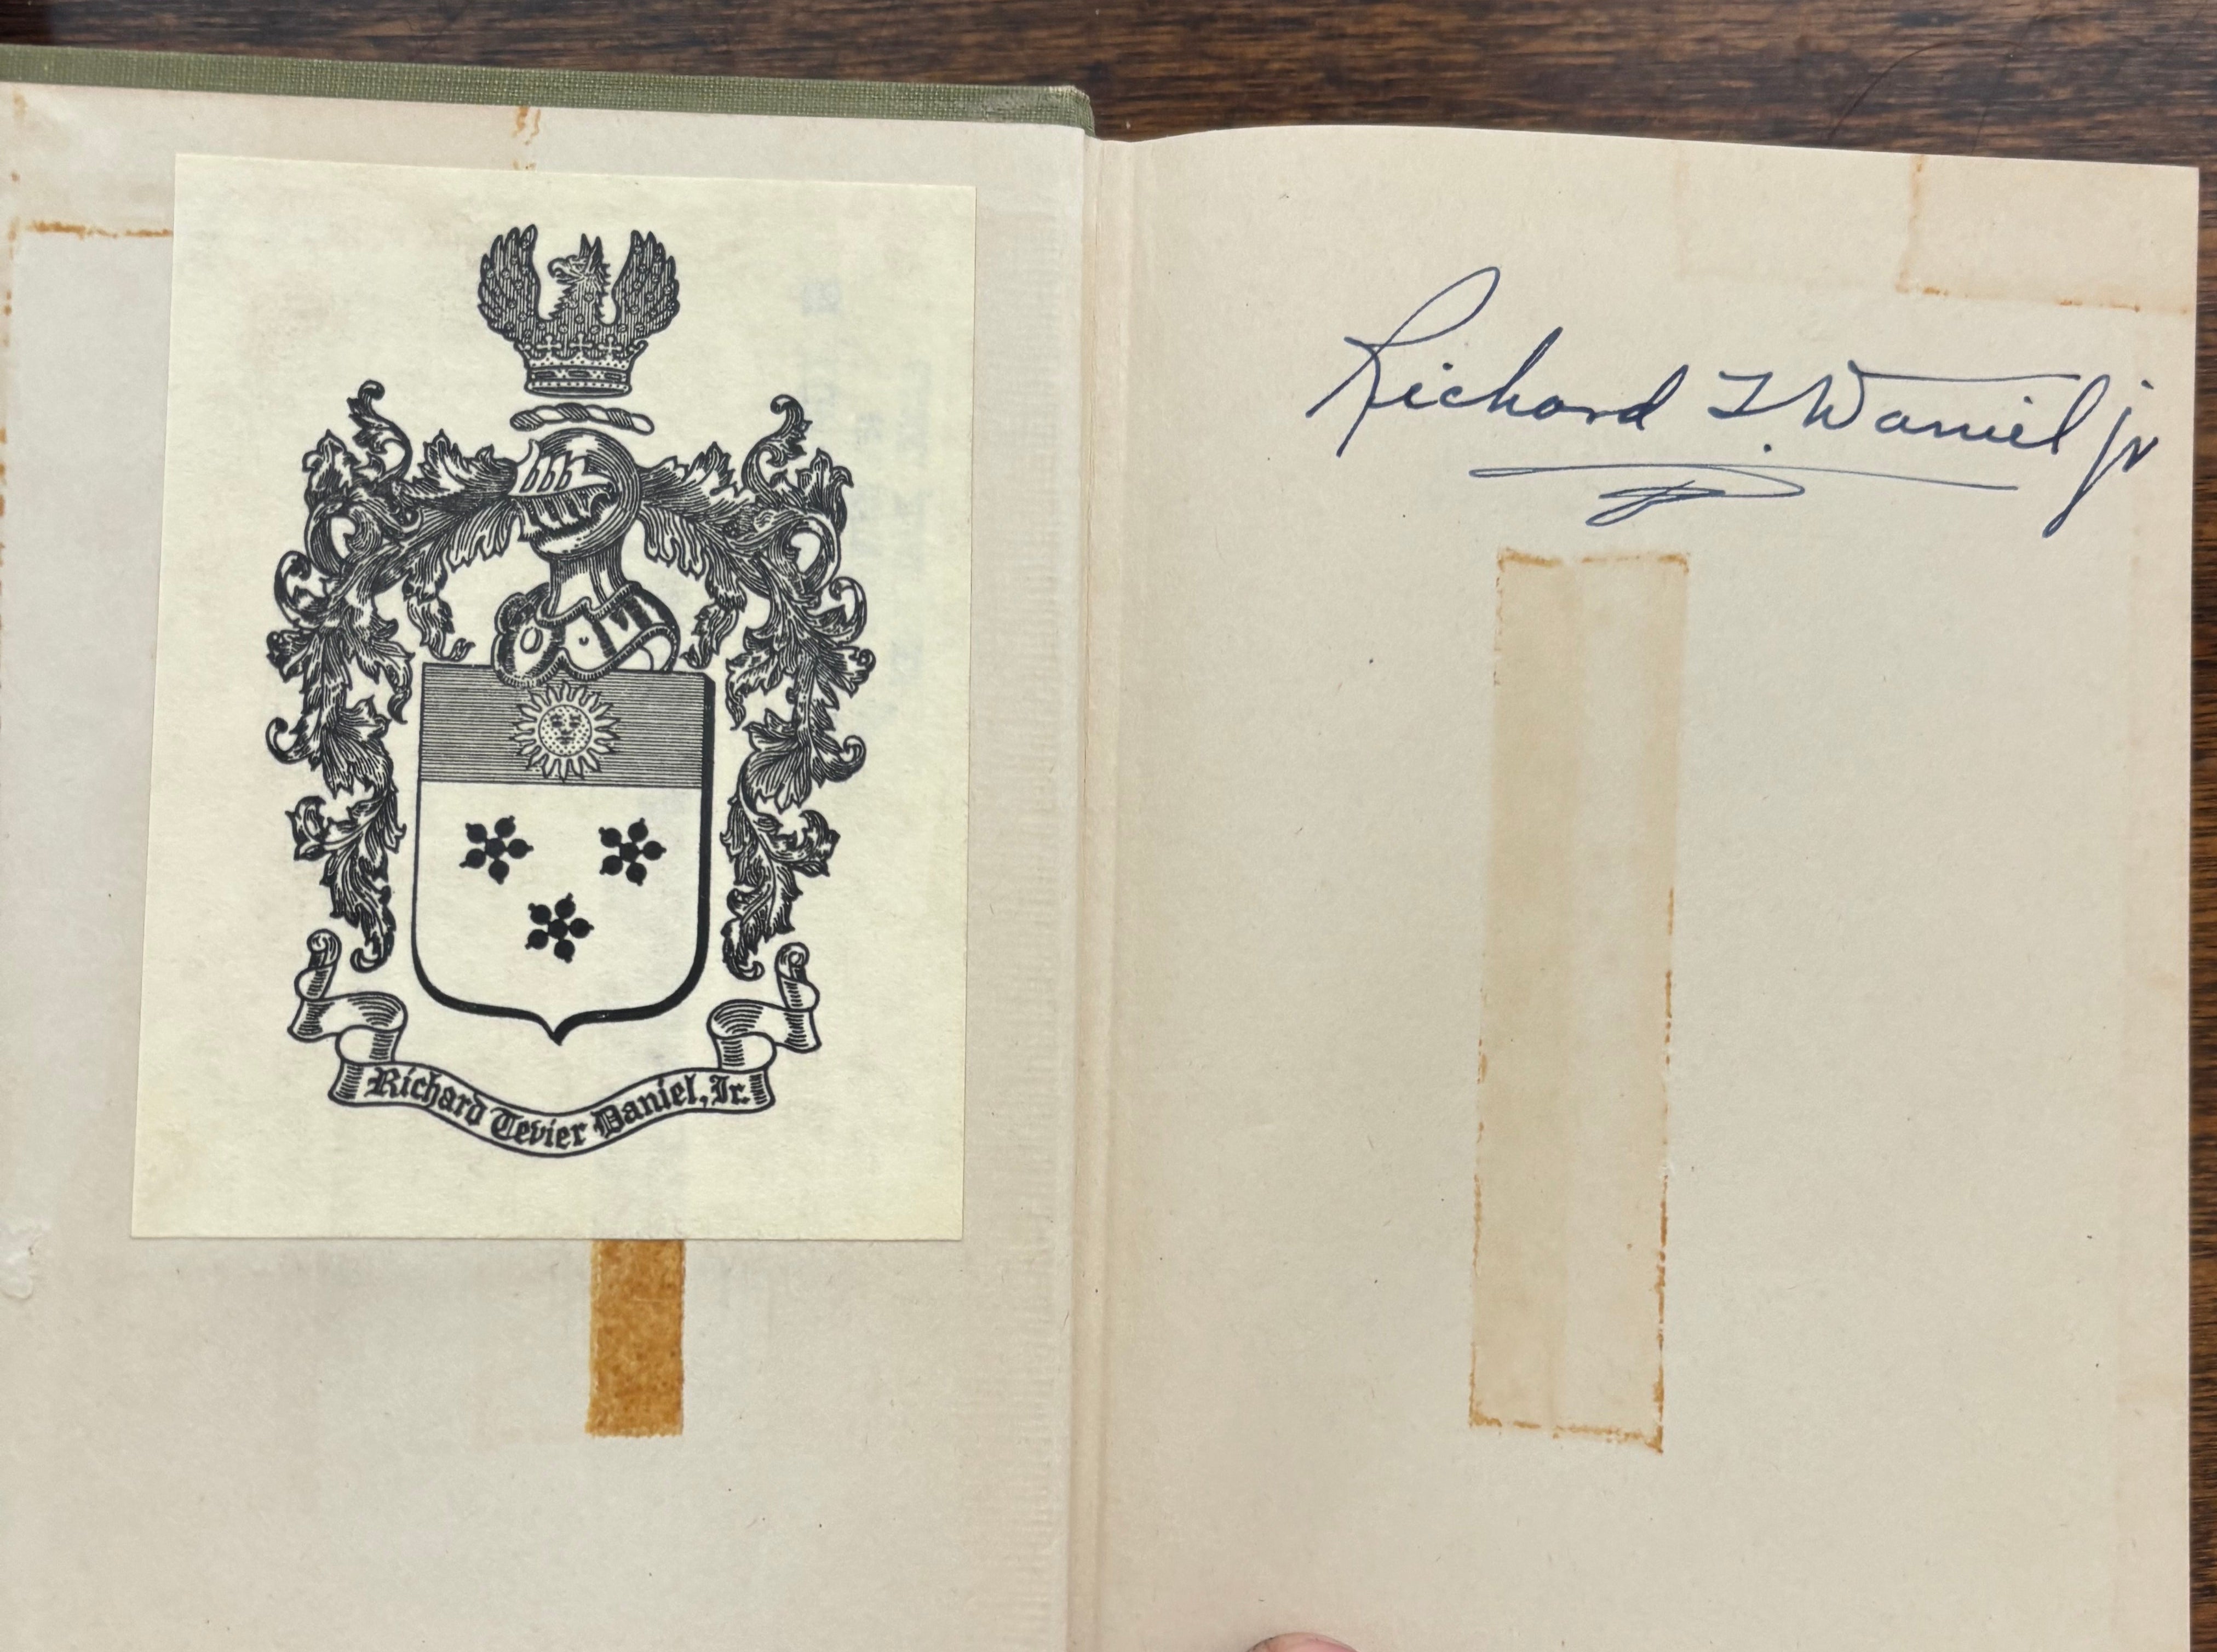 Richard Tevier Daniel, Jr.
Richard T. Daniel jr